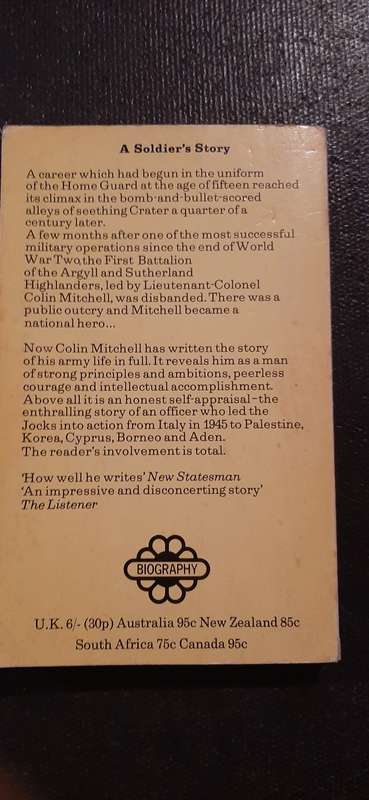 A Soldier's Story
A career which had begun in the uniform
of the Home Guard at the age of fifteen reached
its climax in the bomb-and-bullet-scored
alleys of seething Crater a quarter of a
century later.
A few months after one of the most successful
military operations since the end of World
War Two, the First Battalion
of the Argyll and Sutherland
Highlanders, led by Lieutenant-Colonel
Colin Mitchell, was disbanded. There was a
public outcry and Mitchell became a
national hero...
Now Colin Mitchell has written the story
of his army life in full. It reveals him as a man
of strong principles and ambitions, peerless
courage and intellectual accomplishment.
Above all it is an honest self-appraisal–the
enthralling story of an officer who led the
Jocks into action from Italy in 1945 to Palestine,
Korea, Cyprus, Borneo and Aden.
The reader's involvement is total.
'How well he writes' New Statesman
'An impressive and disconcerting story'
The Listener
BIOGRAPHY
U.K. 6/- (30p) Australia 95c New Zealand 85c
South Africa 75c Canada 95c